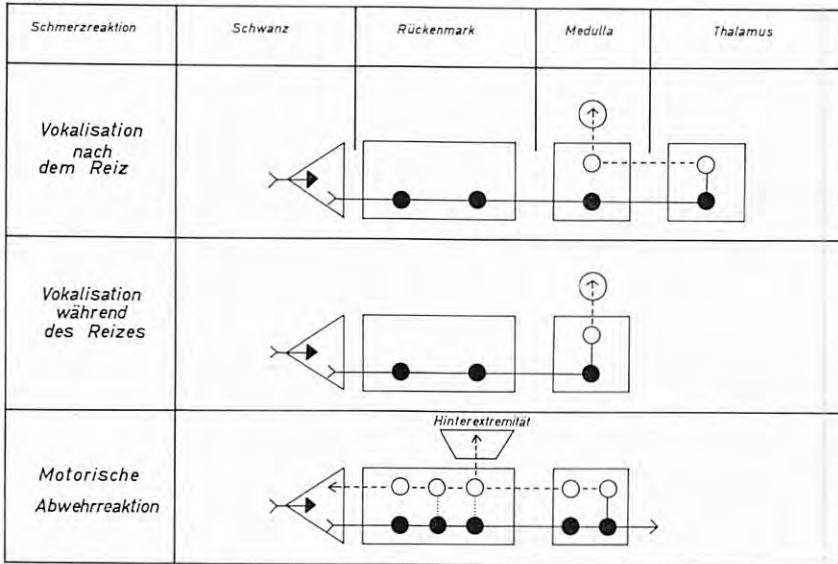 Schmerzreaktion
Schwanz
Rückenmark
Medulla
Thalamus
Vokalisation
nach
dem Reiz
Vokalisation
während
des Reizes
Hinterextremität
Motorische
Abwehrreaktion